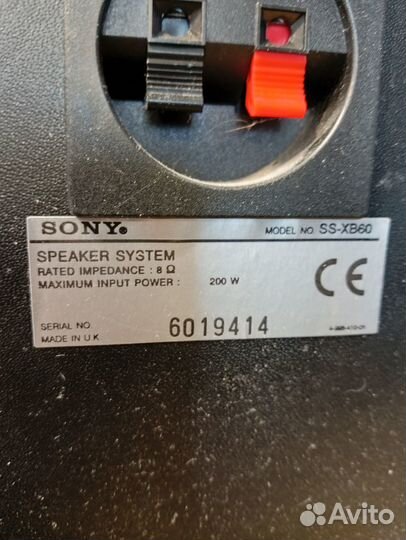 SONY® MODEL NO. SS-XB60
SPEAKER SYSTEM
RATED IMPEDANCE : 8 Ω
MAXIMUM INPUT POWER : 200 W
CE
SERIAL NO. 6019414
MADE IN U.K.
Avito